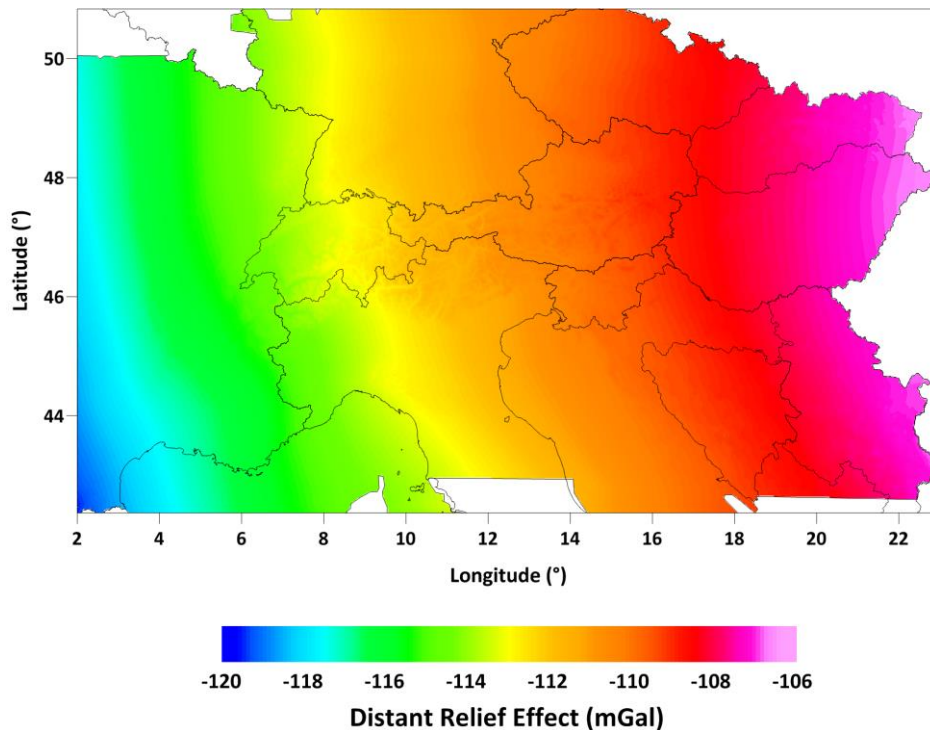 50
48
46
44
Latitude (°)
2 4 6 8 10 12 14 16 18 20 22
Longitude (°)
-120 -118 -116 -114 -112 -110 -108 -106
Distant Relief Effect (mGal)